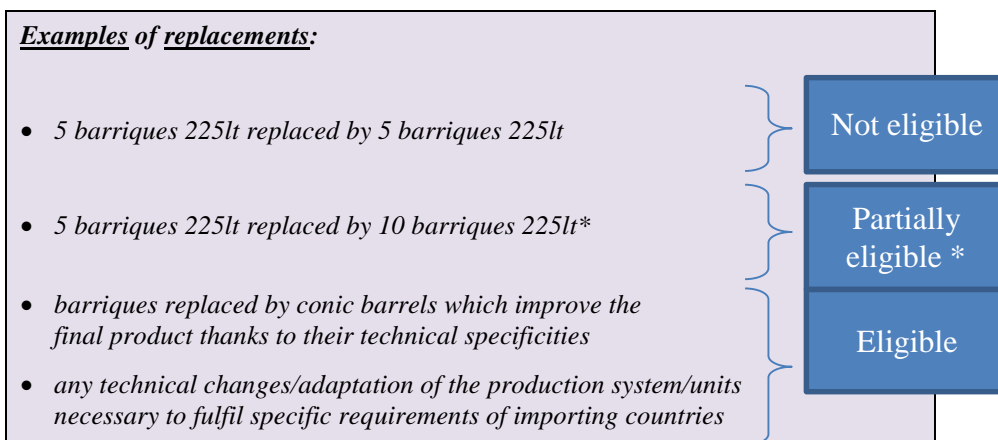 Examples of replacements:
• 5 barriques 225lt replaced by 5 barriques 225lt
Not eligible
• 5 barriques 225lt replaced by 10 barriques 225lt*
Partially
eligible *
• barriques replaced by conic barrels which improve the
final product thanks to their technical specificities
Eligible
• any technical changes/adaptation of the production system/units
necessary to fulfil specific requirements of importing countries